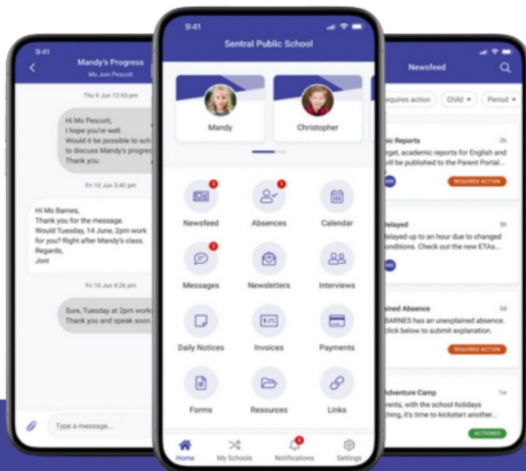 9:41
Mandy's Progress
Ms Joni Pescott
Thu 9 Jun 12:43 pm
Hi Ms Pescott,
I hope you're well.
Would it be possible to
to discuss Mandy's
Thank you.
Fri 10 Jun 3:40 pm
Hi Ms Barnes,
Thank you for the message.
Would Tuesday, 14 June, 2pm work
for you? Right after Mandy's class.
Regards,
Joni
Fri 10 Jun 4:26 pm
Sure, Tuesday at 2pm
Thank you and speak soon.
Type a message...
9:41
Sentral Public School
Mandy
Christopher
Newsfeed
Absences
Calendar
Messages
Newsletters
Interviews
Daily Notices
Invoices
Payments
Forms
Resources
Links
Home
My Schools
Notifications
Settings
Newsfeed
requires action
Child
Period
Reports
2h
academic reports for English and
will be published to the Parent Portal...
REQUIRES ACTION
Delayed
5h
delayed up to an hour due to changed
conditions. Check out the new ETAs...
Absence
3d
BARNES has an unexplained absence.
click below to submit explanation.
REQUIRES ACTION
Adventure Camp
1w
with the school holidays
it's time to kickstart another...
ACTIONED